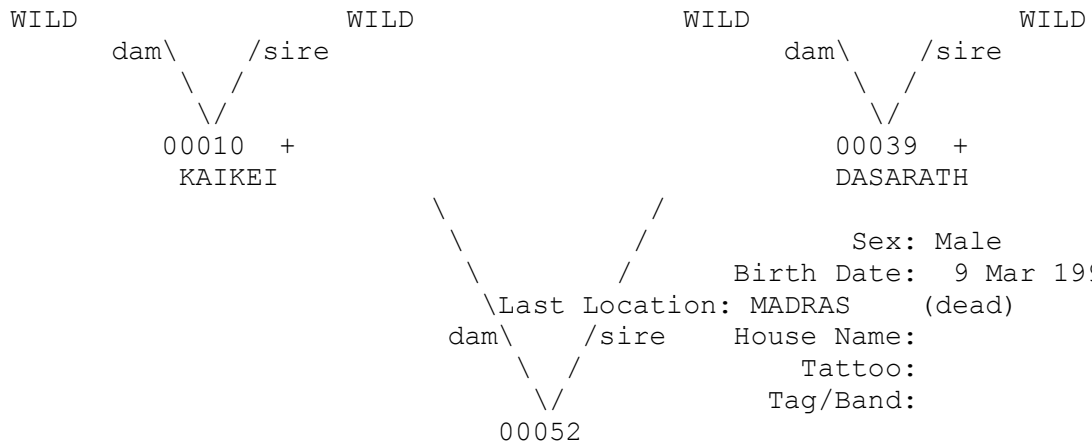 WILD WILD WILD WILD
dam\ /sire dam\ /sire
\ / \ /
\/ \/
00010 + 00039 +
KAIKEI DASARATH
\ /
\ / Sex: Male
\ / Birth Date: 9 Mar
\Last Location: MADRAS (dead)
dam\ /sire House Name:
\ / Tattoo:
\/ Tag/Band:
00052